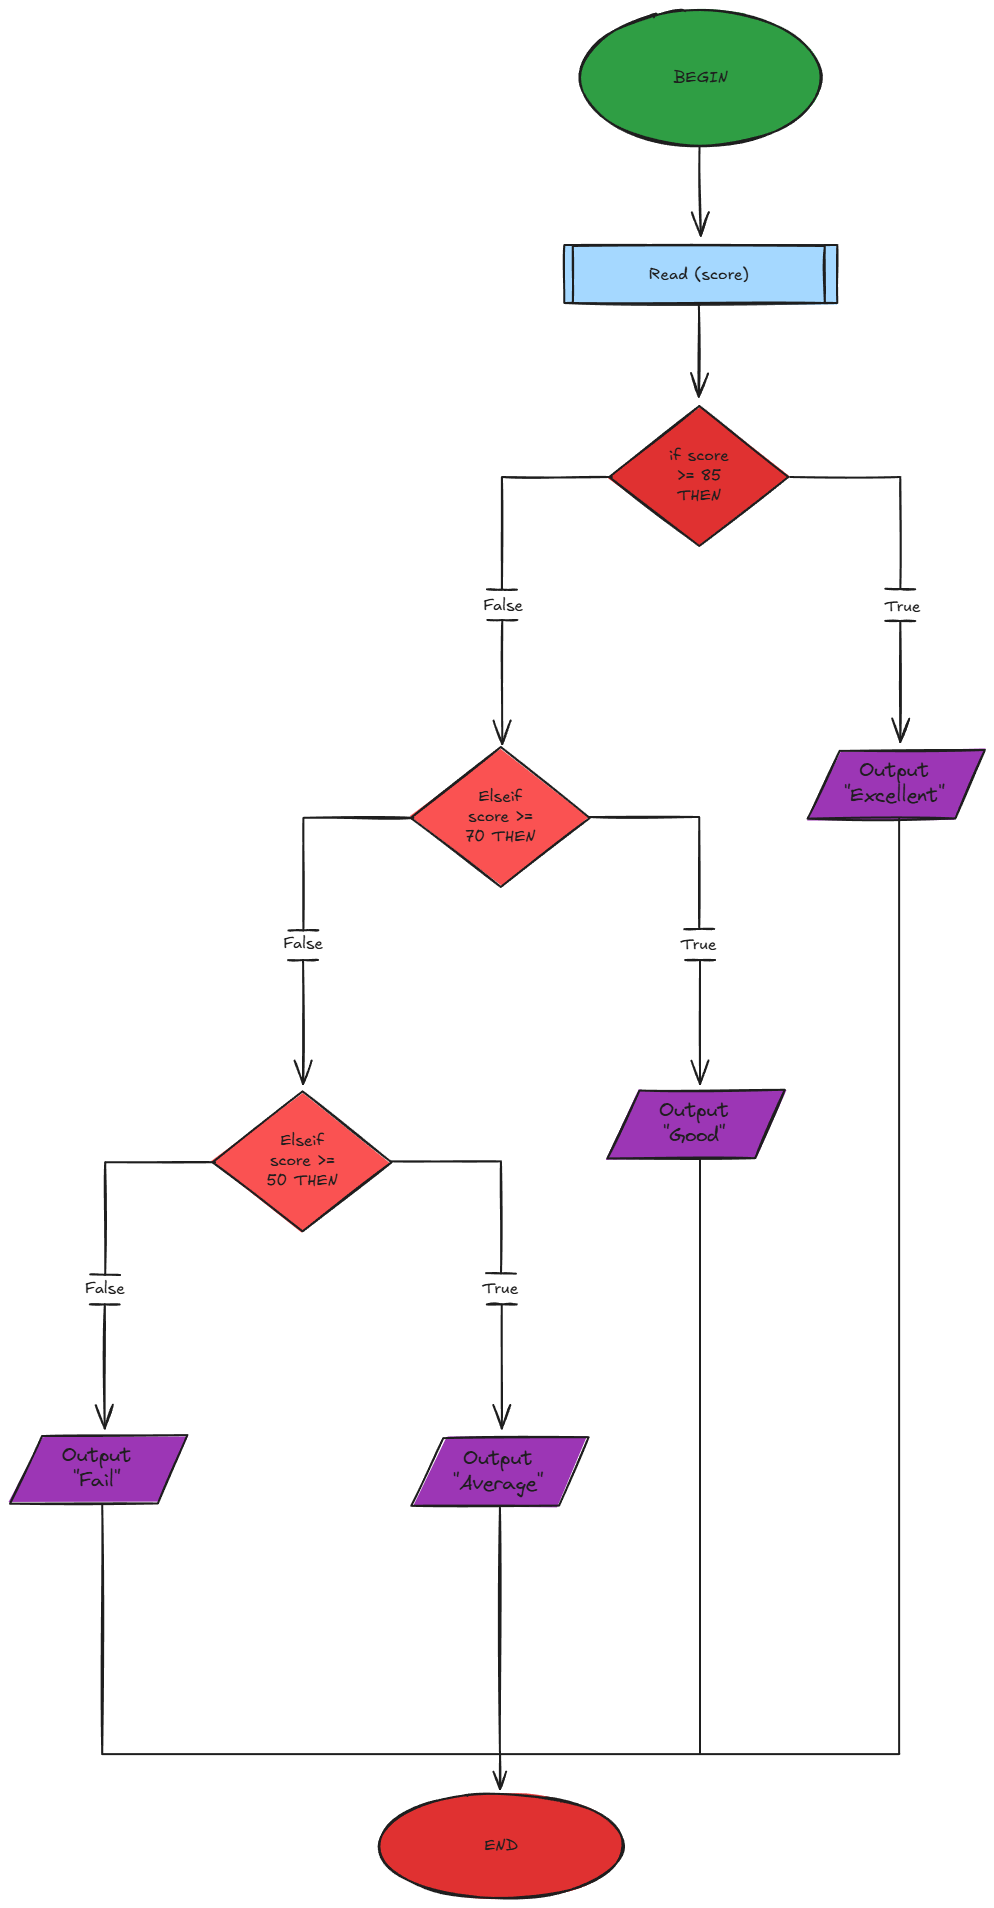 BEGIN
Read (score)
if score
>= 85
THEN
False
True
Output
"Excellent"
Elseif
score >=
70 THEN
False
True
Output
"Good"
Elseif
score >=
50 THEN
False
True
Output
"Fail"
Output
"Average"
END